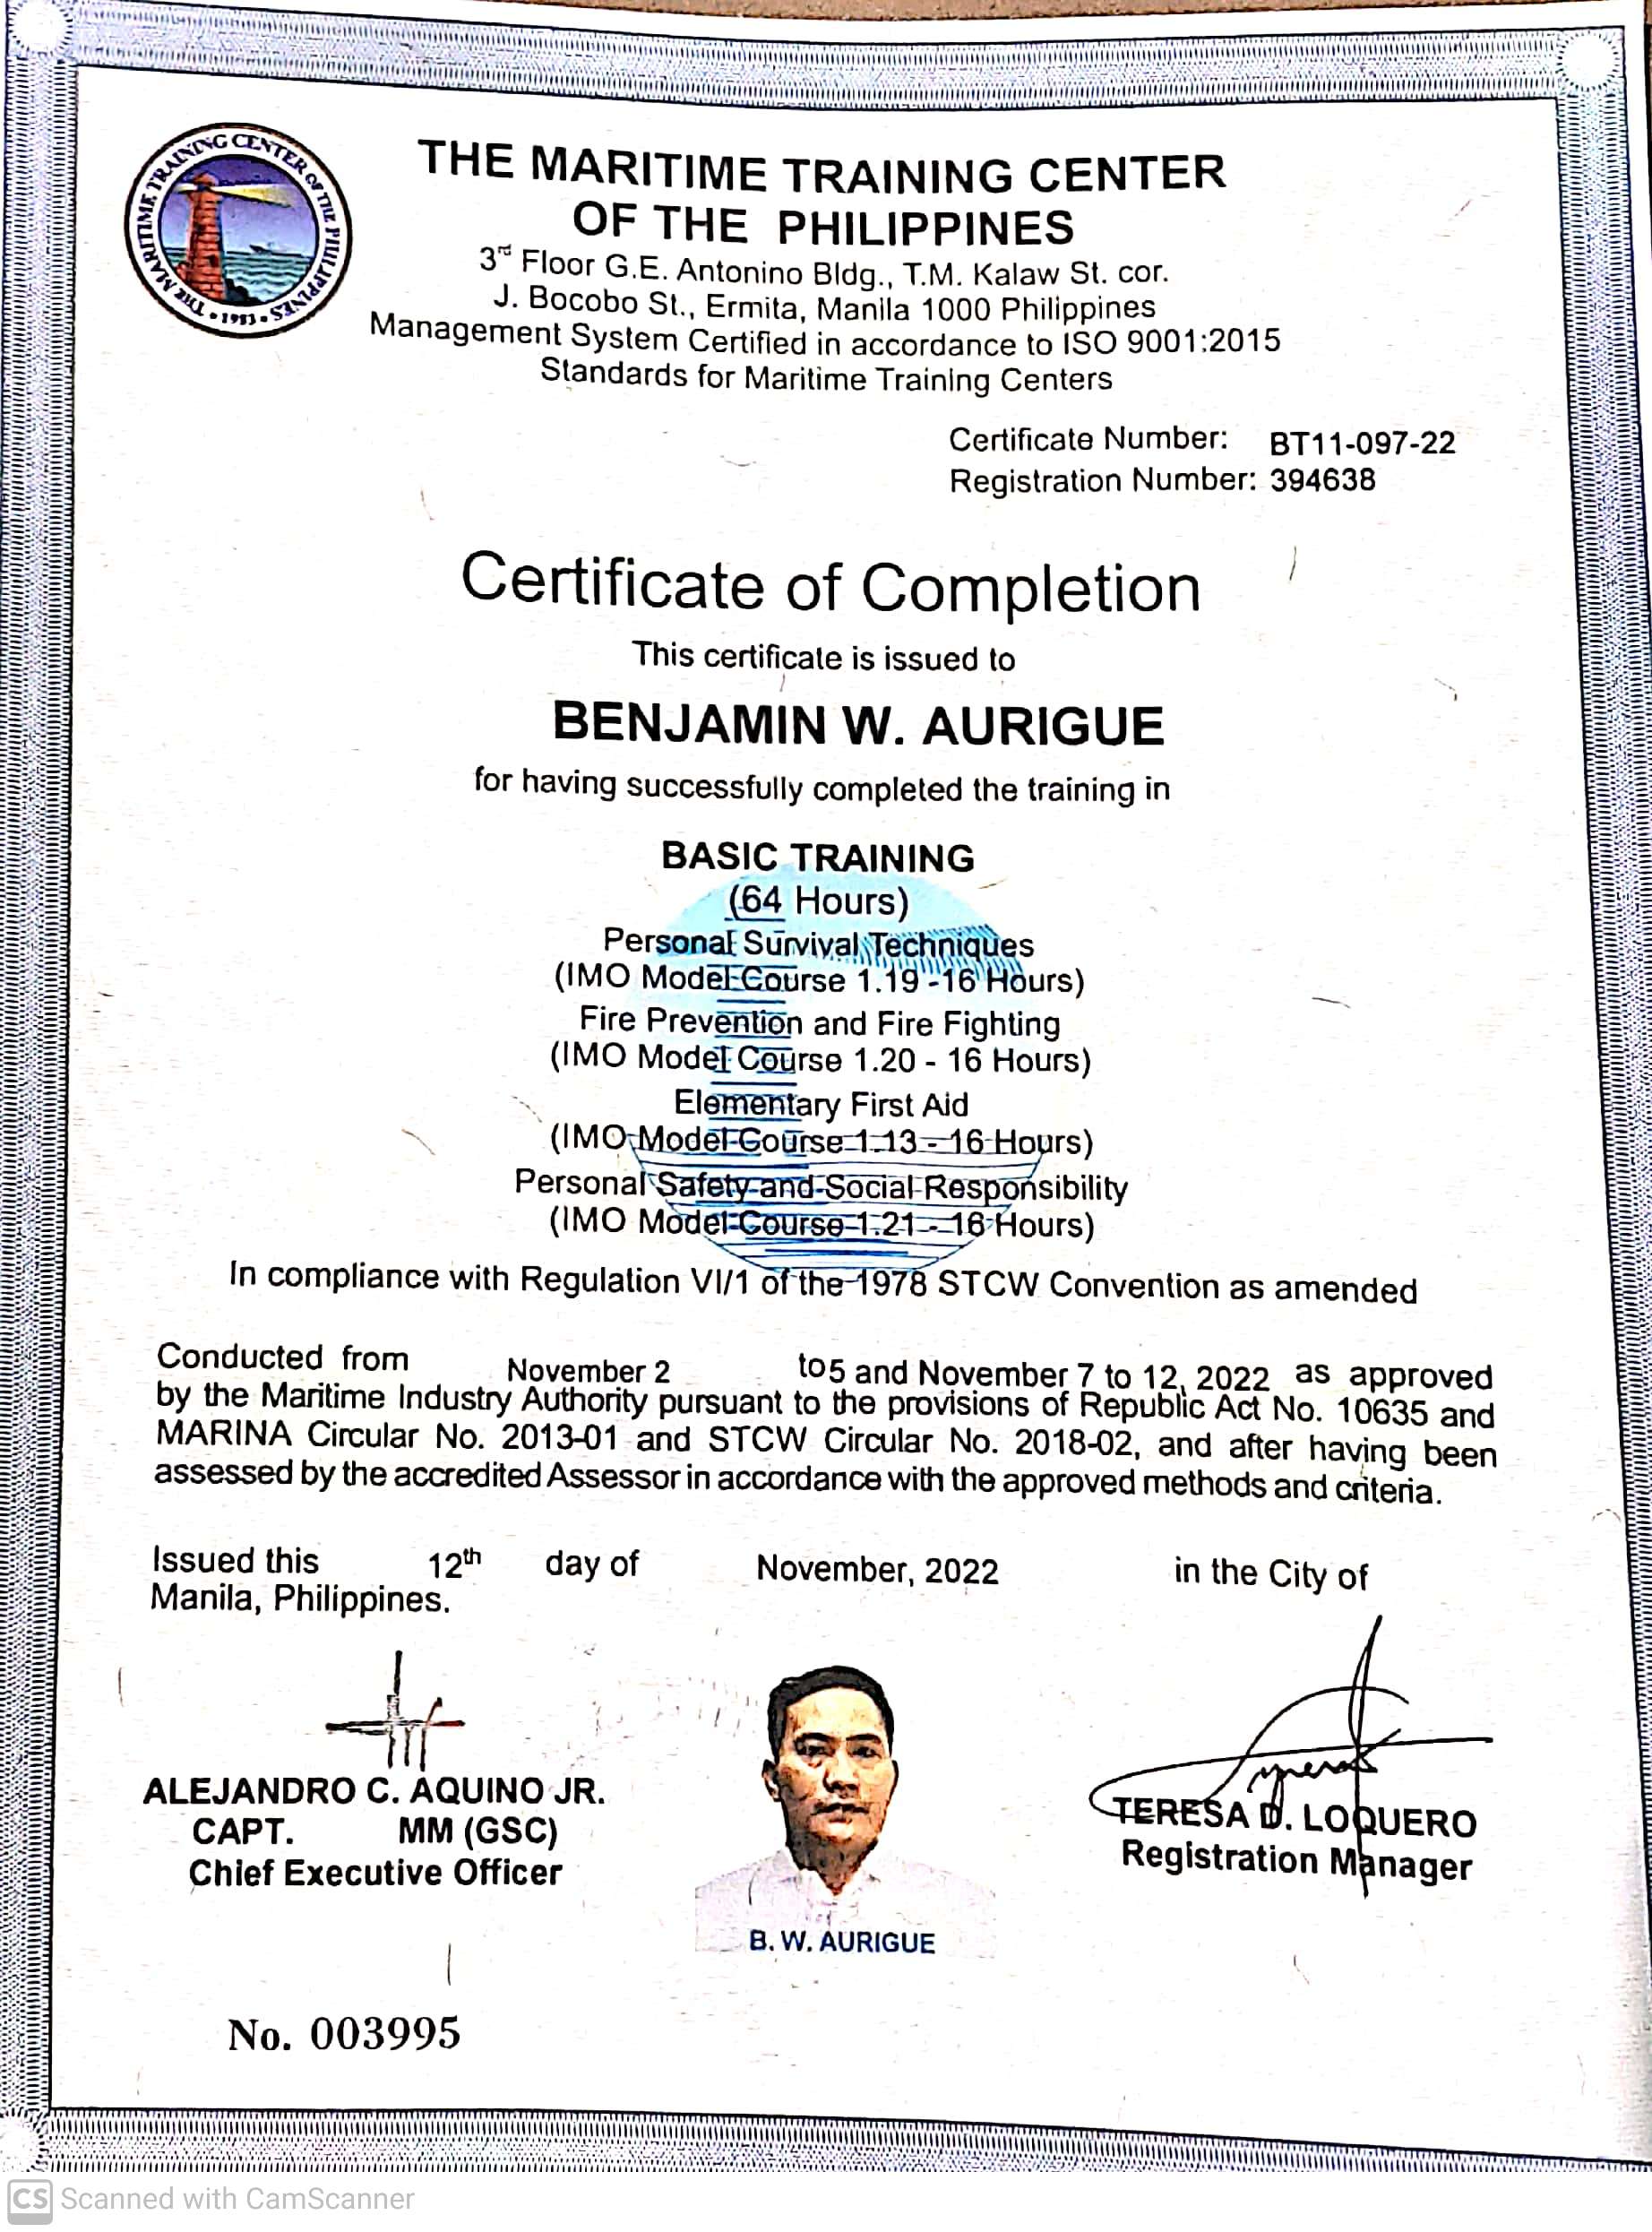 THE MARITIME TRAINING CENTER OF THE PHILIPPINES
• 1983 •
THE MARITIME TRAINING CENTER
OF THE PHILIPPINES
3rd Floor G.E. Antonino Bldg., T.M. Kalaw St. cor.
J. Bocobo St., Ermita, Manila 1000 Philippines
Management System Certified in accordance to ISO 9001:2015
Standards for Maritime Training Centers
Certificate Number: BT11-097-22
Registration Number: 394638
Certificate of Completion
This certificate is issued to
BENJAMIN W. AURIGUE
for having successfully completed the training in
BASIC TRAINING
(64 Hours)
Personal Survival Techniques
(IMO Model Course 1.19 -16 Hours)
Fire Prevention and Fire Fighting
(IMO Model Course 1.20 - 16 Hours)
Elementary First Aid
(IMO Model Course 1.13 - 16 Hours)
Personal Safety and Social Responsibility
(IMO Model Course 1.21 - 16 Hours)
In compliance with Regulation VI/1 of the 1978 STCW Convention as amended
Conducted from November 2 to5 and November 7 to 12, 2022 as approved
by the Maritime Industry Authority pursuant to the provisions of Republic Act No. 10635 and
MARINA Circular No. 2013-01 and STCW Circular No. 2018-02, and after having been
assessed by the accredited Assessor in accordance with the approved methods and criteria.
Issued this 12th day of November, 2022 in the City of
Manila, Philippines.
ALEJANDRO C. AQUINO JR.
CAPT. MM (GSC)
Chief Executive Officer
TERESA D. LOQUERO
Registration Manager
B. W. AURIGUE
No. 003995
CS Scanned with CamScanner